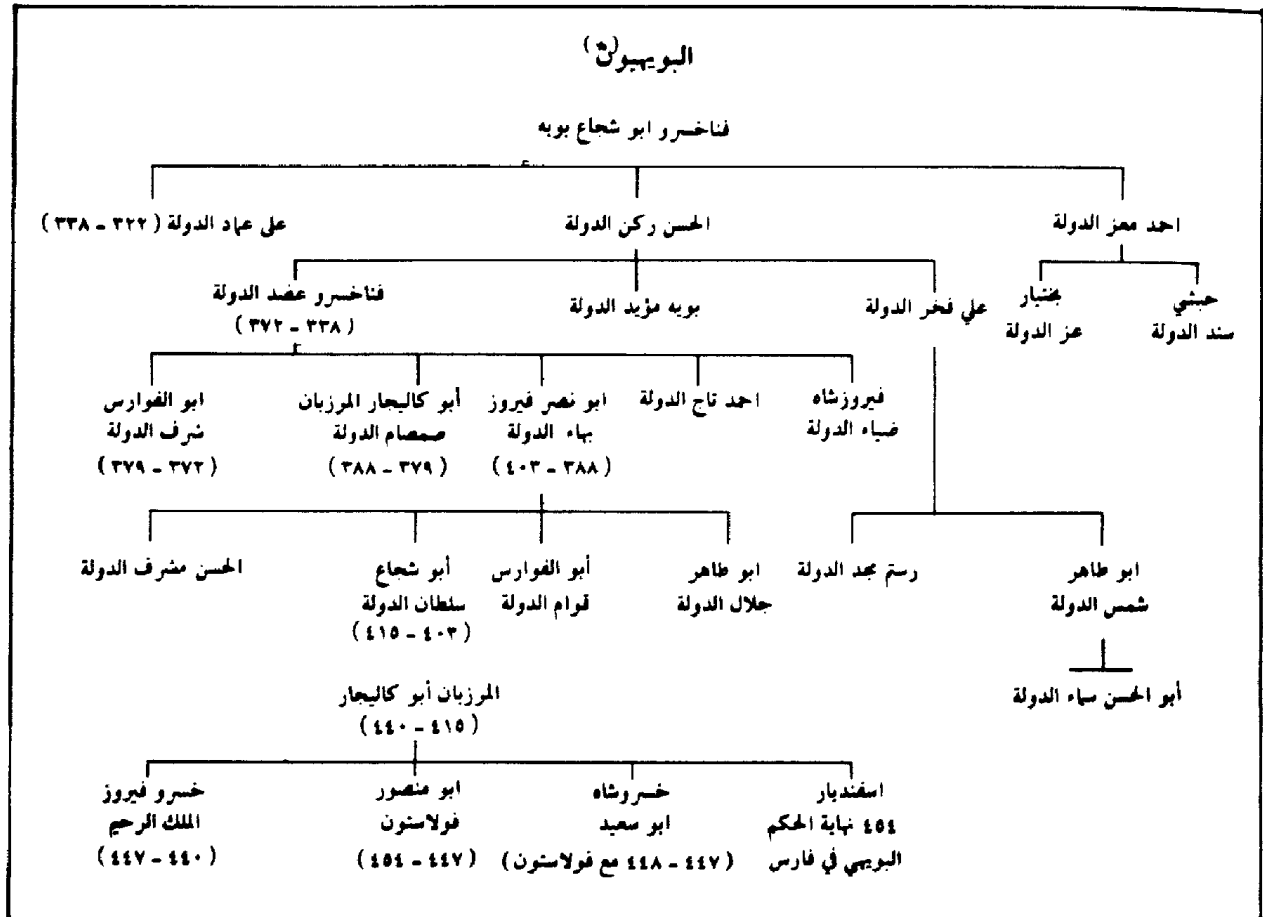 البويهيون(*)
فناخسرو ابو شجاع بويه
احمد معز الدولة
الحسن ركن الدولة
علي عماد الدولة (٣٢٢ - ٣٣٨)
حبشي
سند الدولة
بختيار
عز الدولة
علي فخر الدولة
بويه مؤيد الدولة
فناخسرو عضد الدولة
(٣٣٨ - ٣٧٢)
فيروزشاه
ضياء الدولة
احمد تاج الدولة
ابو نصر فيروز
بهاء الدولة
(٣٨٨ - ٤٠٣)
أبو كاليجار المرزبان
صمصام الدولة
(٣٧٩ - ٣٨٨)
ابو الفوارس
شرف الدولة
(٣٧٢ - ٣٧٩)
ابو طاهر
شمس الدولة
رستم مجد الدولة
ابو طاهر
جلال الدولة
أبو الفوارس
قوام الدولة
أبو شجاع
سلطان الدولة
(٤٠٣ - ٤١٥)
الحسن مشرف الدولة
أبو الحسن سماء الدولة
المرزبان أبو كاليجار
(٤١٥ - ٤٤٠)
اسفنديار
٤٥٤ نهاية الحكم
البويهي في فارس
خسروشاه
ابو سعيد
(٤٤٧ - ٤٤٨ مع فولاستون)
ابو منصور
فولاستون
(٤٤٧ - ٤٥٤)
خسرو فيروز
الملك الرحيم
(٤٤٠ - ٤٤٧)